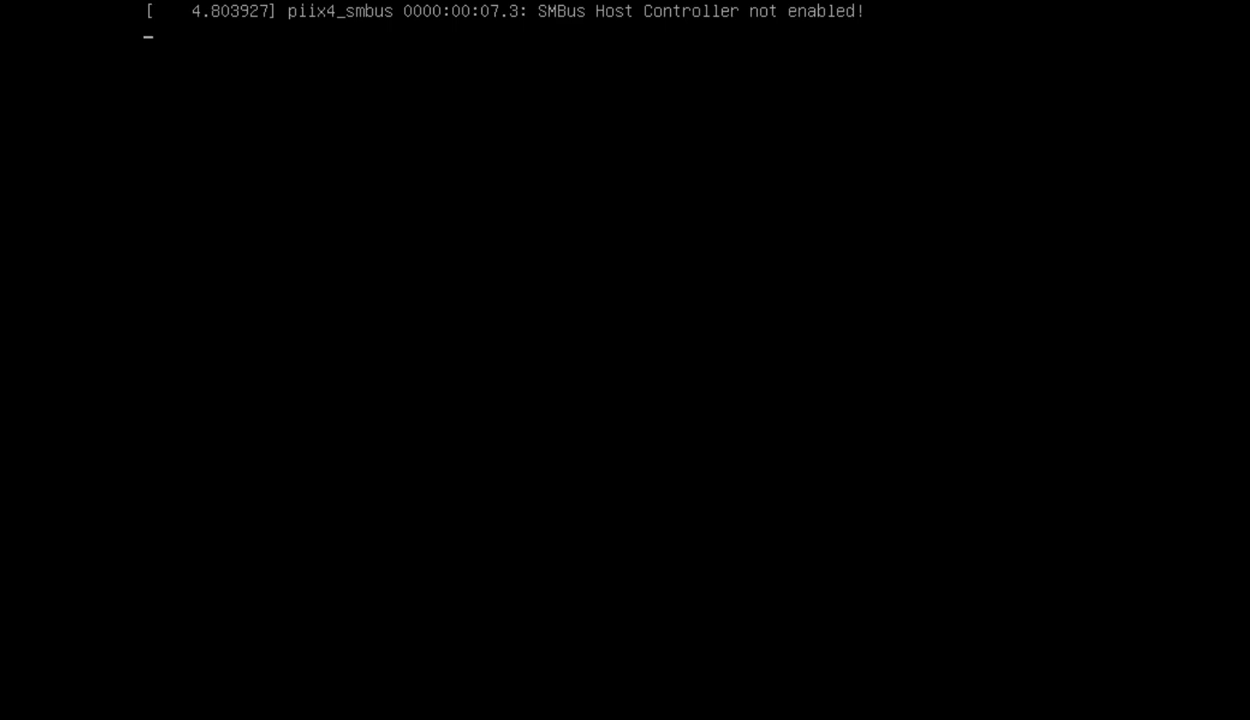 [    4.803927] piix4_smbus 0000:00:07.3: SMBus Host Controller not enabled!